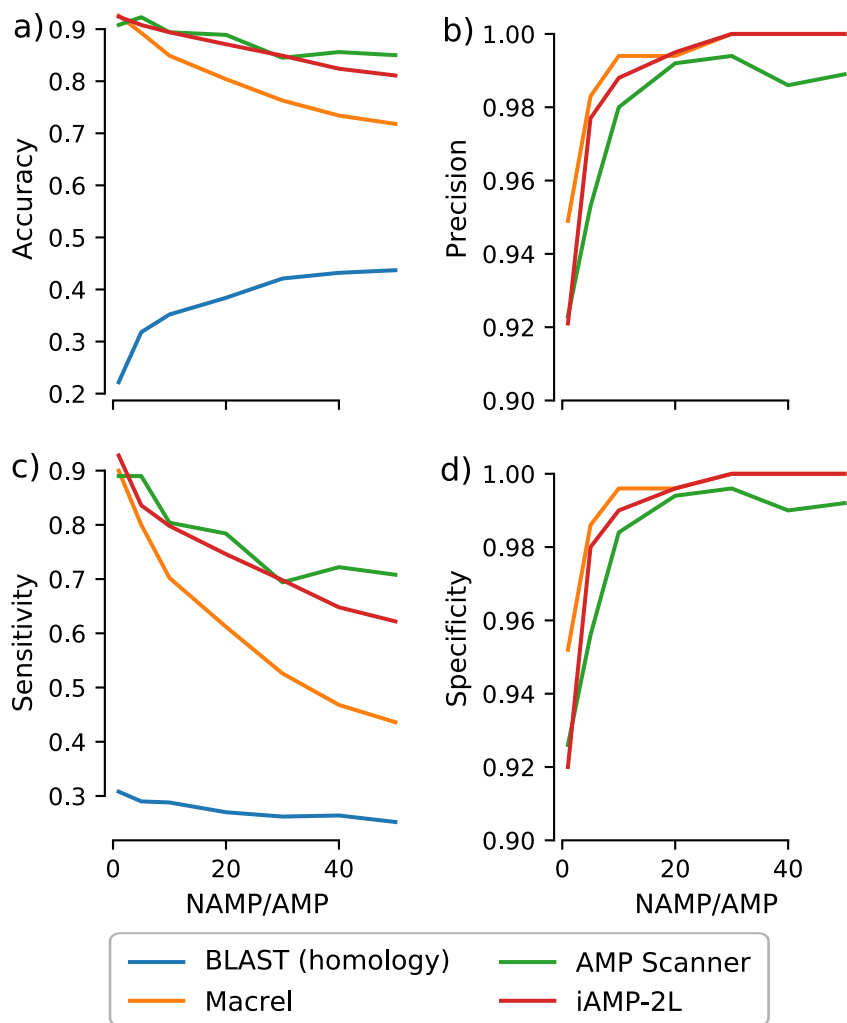 a)
0.9
0.8
0.7
0.6
0.5
0.4
0.3
0.2
Accuracy
b)
1.00
0.98
0.96
0.94
0.92
0.90
Precision
c)
0.9
0.8
0.7
0.6
0.5
0.4
0.3
Sensitivity
0 20 40
NAMP/AMP
d)
1.00
0.98
0.96
0.94
0.92
0.90
Specificity
0 20 40
NAMP/AMP
BLAST (homology)
Macrel
AMP Scanner
iAMP-2L